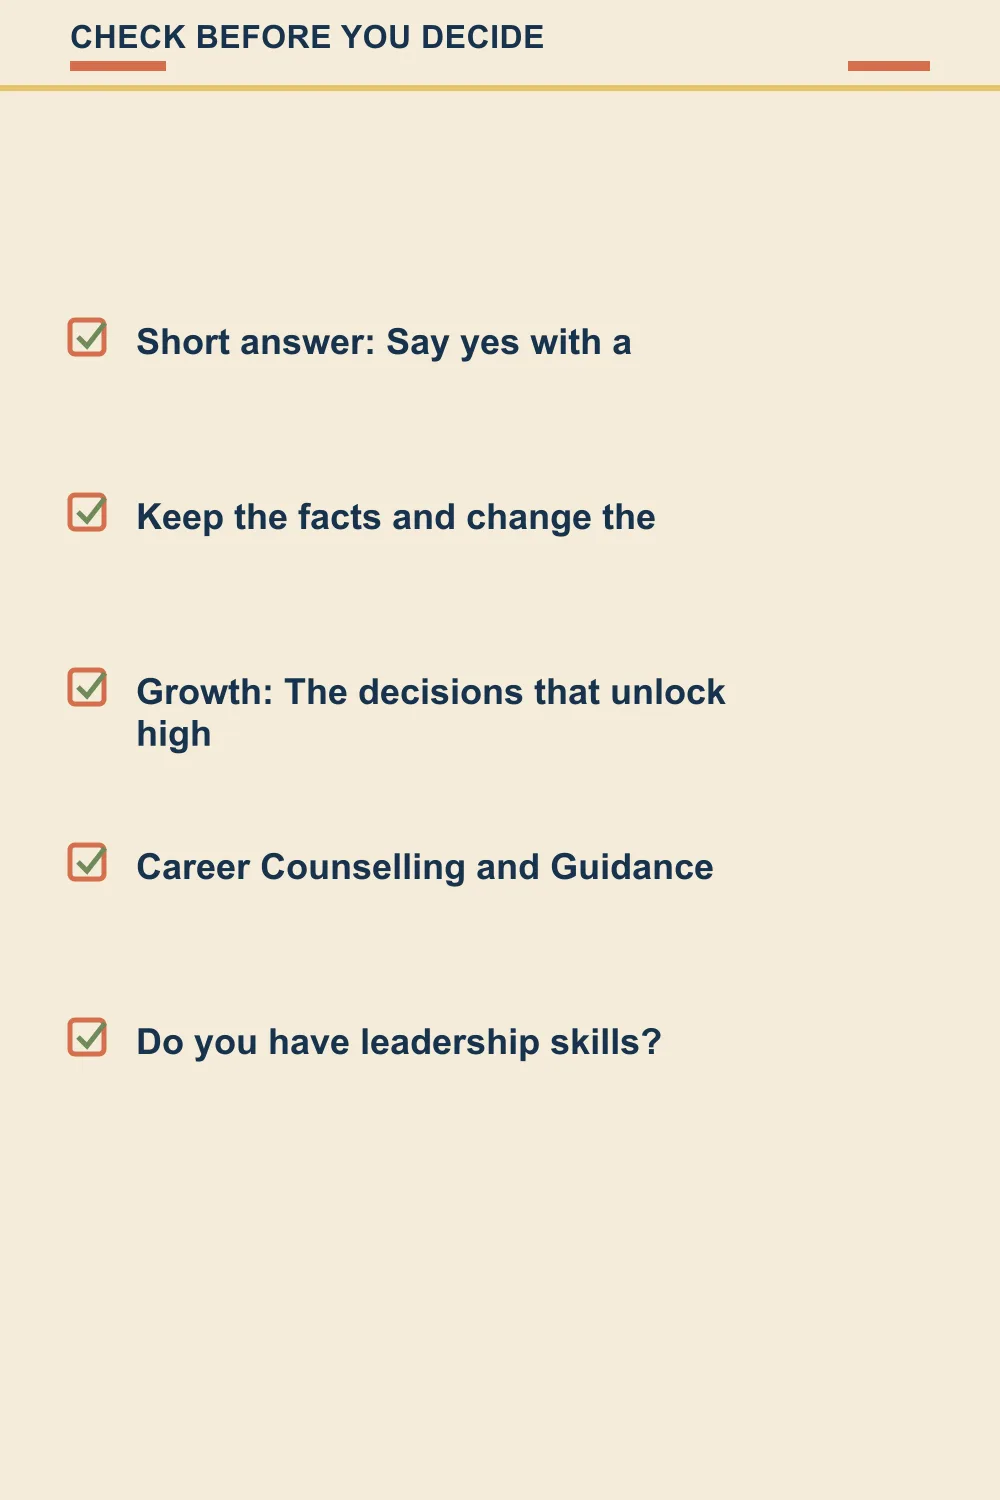 CHECK BEFORE YOU DECIDE
Short answer: Say yes with a
Keep the facts and change the
Growth: The decisions that unlock
high
Career Counselling and Guidance
Do you have leadership skills?